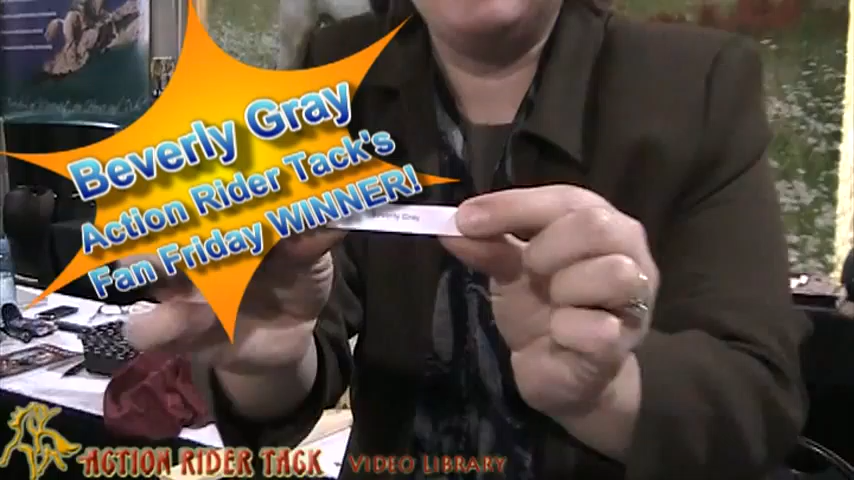 Beverly Gray
Action Rider Tack's
Fan Friday WINNER!
Beverly Gray
ACTION RIDER TACK - VIDEO LIBRARY